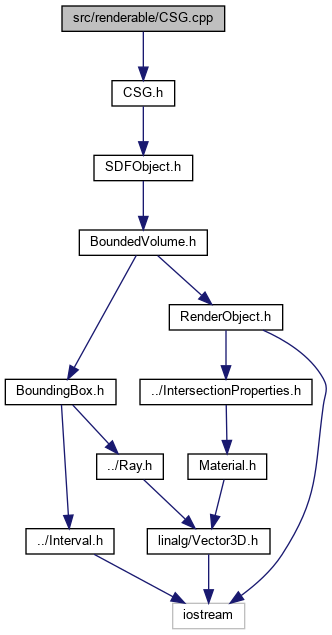 src/renderable/CSG.cpp
CSG.h
SDFObject.h
BoundedVolume.h
RenderObject.h
BoundingBox.h
../IntersectionProperties.h
../Ray.h
Material.h
../Interval.h
linalg/Vector3D.h
iostream